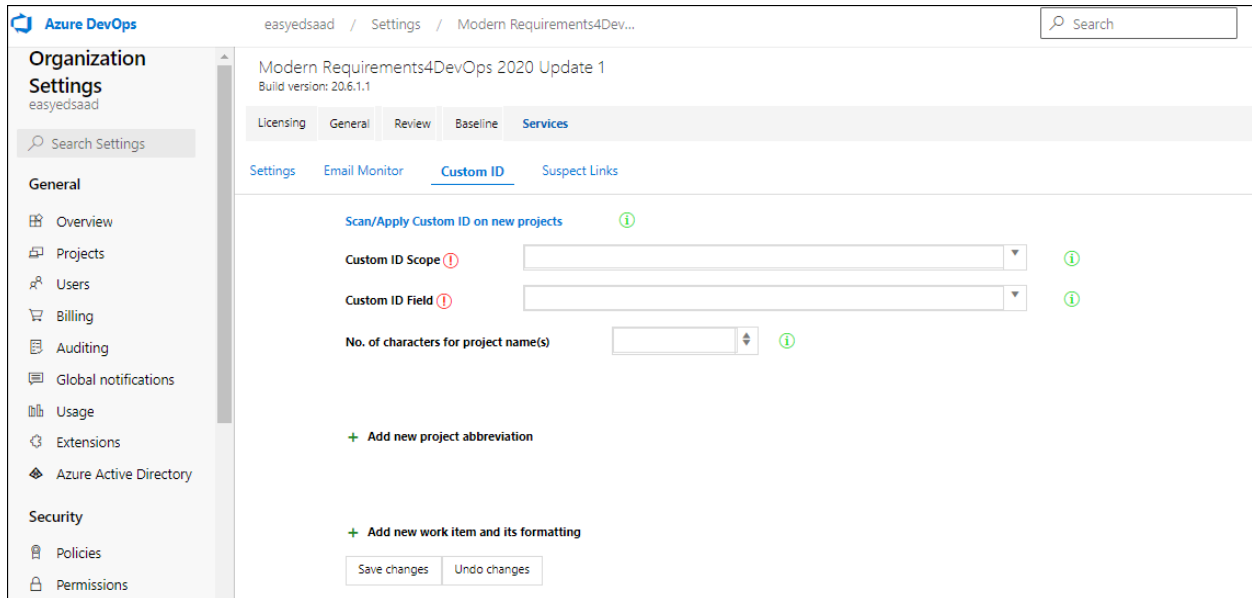 Azure DevOps
easyedsaad / Settings / Modern Requirements4Dev...
Search
Organization
Settings
easyedsaad
Search Settings
General
Overview
Projects
Users
Billing
Auditing
Global notifications
Usage
Extensions
Azure Active Directory
Security
Policies
Permissions
Modern Requirements4DevOps 2020 Update 1
Build version: 20.6.1.1
Licensing General Review Baseline Services
Settings Email Monitor Custom ID Suspect Links
Scan/Apply Custom ID on new projects
Custom ID Scope
Custom ID Field
No. of characters for project name(s)
+ Add new project abbreviation
+ Add new work item and its formatting
Save changes Undo changes